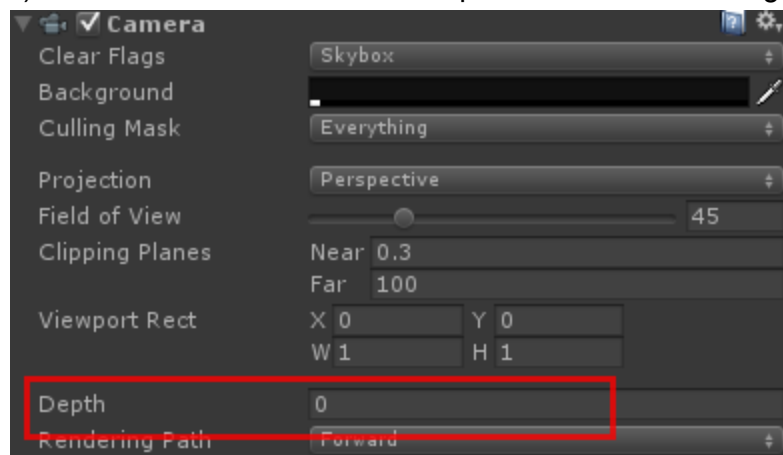 Camera
Clear Flags Skybox
Background
Culling Mask Everything
Projection Perspective
Field of View 45
Clipping Planes Near 0.3
Far 100
Viewport Rect X 0 Y 0
W 1 H 1
Depth 0
Rendering Path Forward